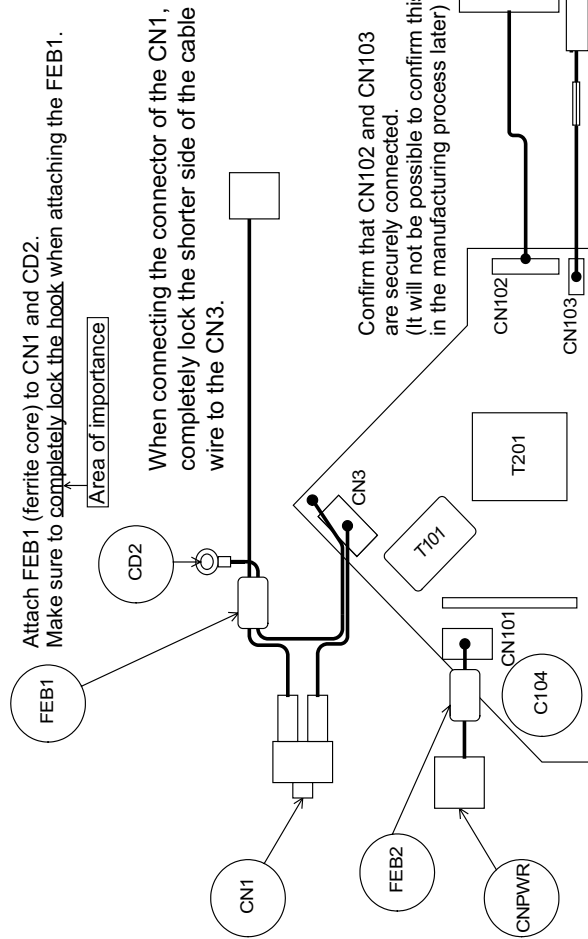 Attach FEB1 (ferrite core) to CN1 and CD2.
Make sure to completely lock the hook when attaching the FEB1.
Area of importance
When connecting the connector of the CN1,
completely lock the shorter side of the cable
wire to the CN3.
Confirm that CN102 and CN103
are securely connected.
(It will not be possible to confirm this
in the manufacturing process later)
FEB1
CD2
CN1
CN3
T101
T201
CN102
CN103
CN101
C104
FEB2
CNPWR